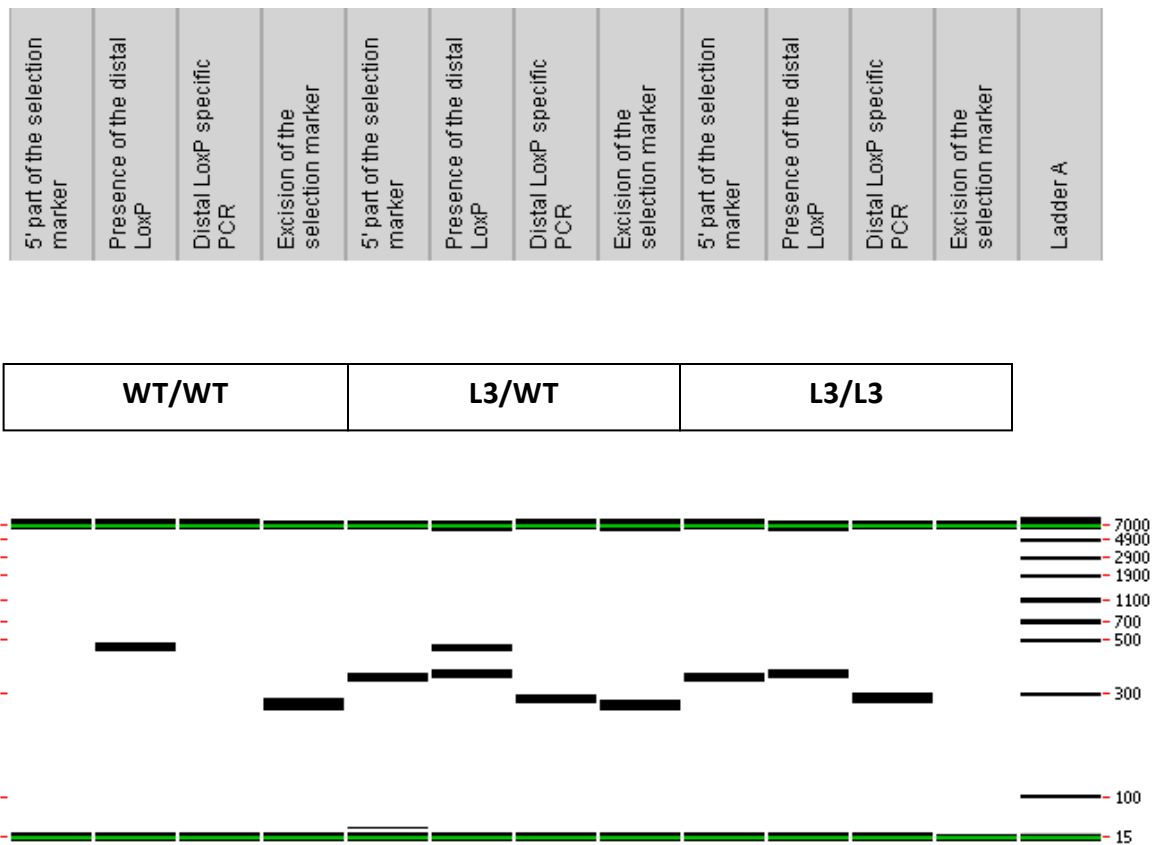 5' part of the selection
marker
Presence of the distal
LoxP
Distal LoxP specific
PCR
Excision of the
selection marker
5' part of the selection
marker
Presence of the distal
LoxP
Distal LoxP specific
PCR
Excision of the
selection marker
5' part of the selection
marker
Presence of the distal
LoxP
Distal LoxP specific
PCR
Excision of the
selection marker
Ladder A
WT/WT
L3/WT
L3/L3
7000
4900
2900
1900
1100
700
500
300
100
15